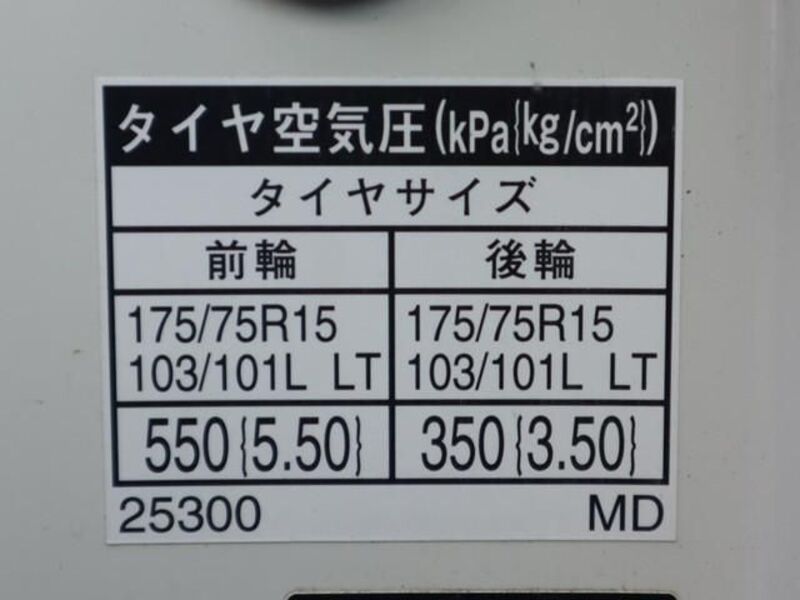 タイヤ空気圧(kPa{kg/cm²})
タイヤサイズ
前輪 後輪
175/75R15 175/75R15
103/101L LT 103/101L LT
550{5.50} 350{3.50}
25300 MD